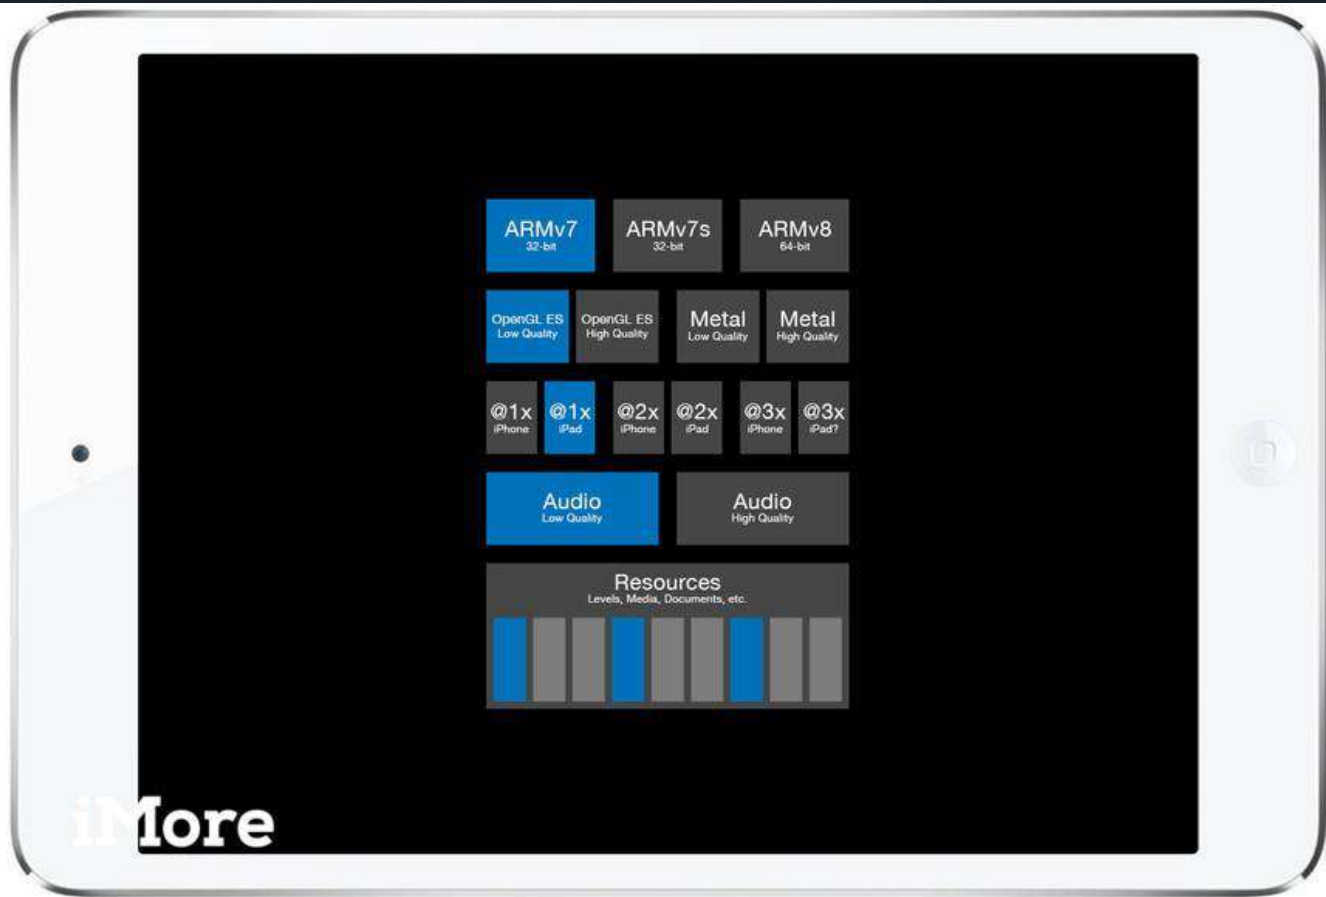 ARMv7
32-bit
ARMv7s
32-bit
ARMv8
64-bit
OpenGL ES
Low Quality
OpenGL ES
High Quality
Metal
Low Quality
Metal
High Quality
@1x
iPhone
@1x
iPad
@2x
iPhone
@2x
iPad
@3x
iPhone
@3x
iPad?
Audio
Low Quality
Audio
High Quality
Resources
Levels, Media, Documents, etc.
iMore